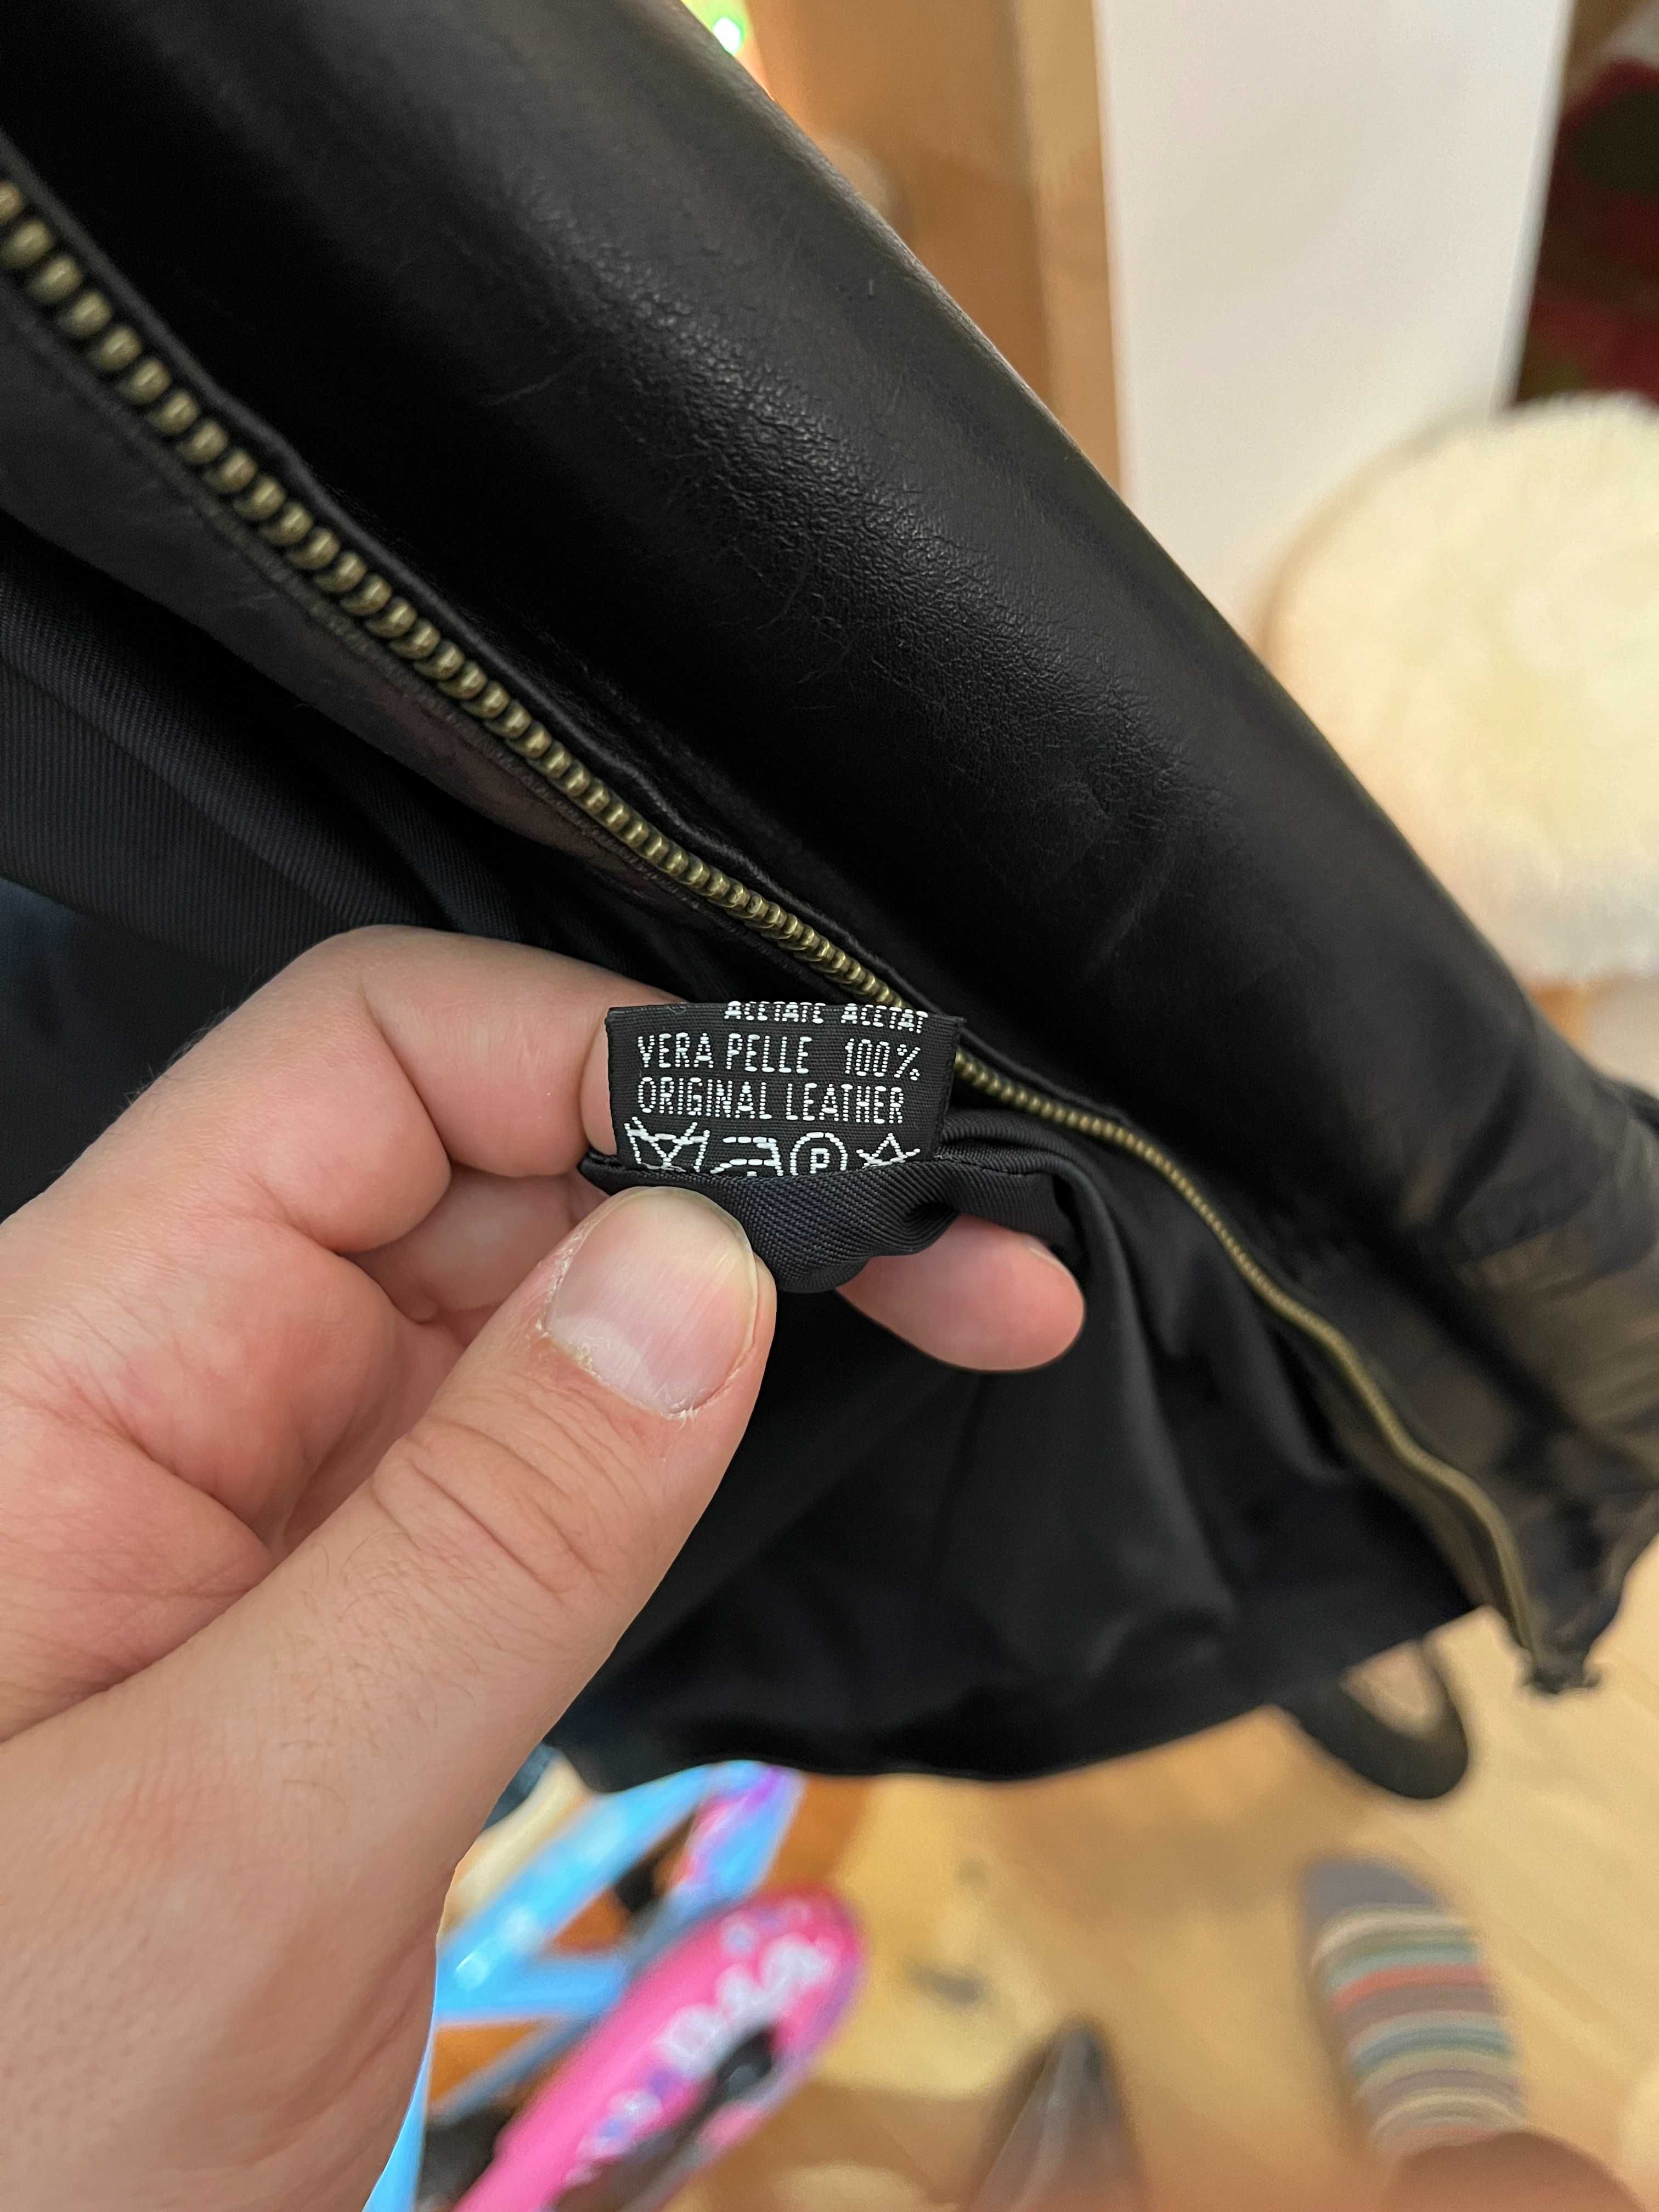 ACETATE ACETAT
VERA PELLE 100%
ORIGINAL LEATHER
P